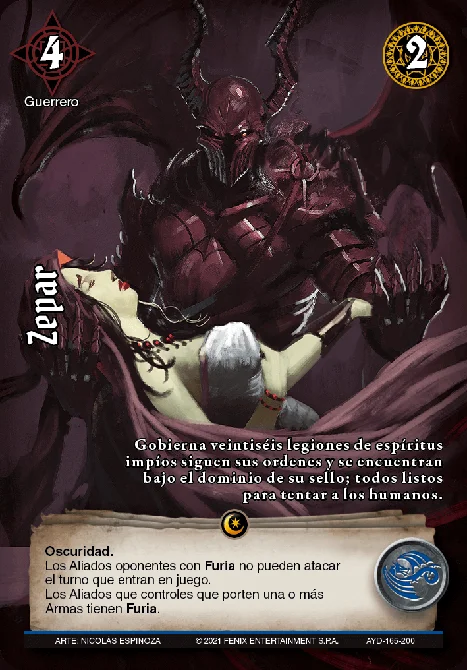 4
2
Guerrero
Zepar
Gobierna veintiséis legiones de espíritus
impíos siguen sus ordenes y se encuentran
bajo el dominio de su sello; todos listos
para tentar a los humanos.
Oscuridad.
Los Aliados oponentes con Furia no pueden atacar
el turno que entran en juego.
Los Aliados que controles que porten una o más
Armas tienen Furia.
ARTE: NICOLAS ESPINOZA © 2021 FENIX ENTERTAINMENT S.P.A. AYD-165-200